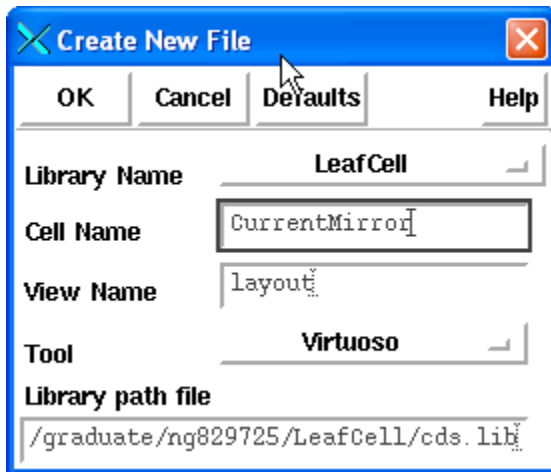 Create New File
OK Cancel Defaults Help
Library Name LeafCell
Cell Name CurrentMirror
View Name layout
Tool Virtuoso
Library path file
/graduate/ng829725/LeafCell/cds.lib